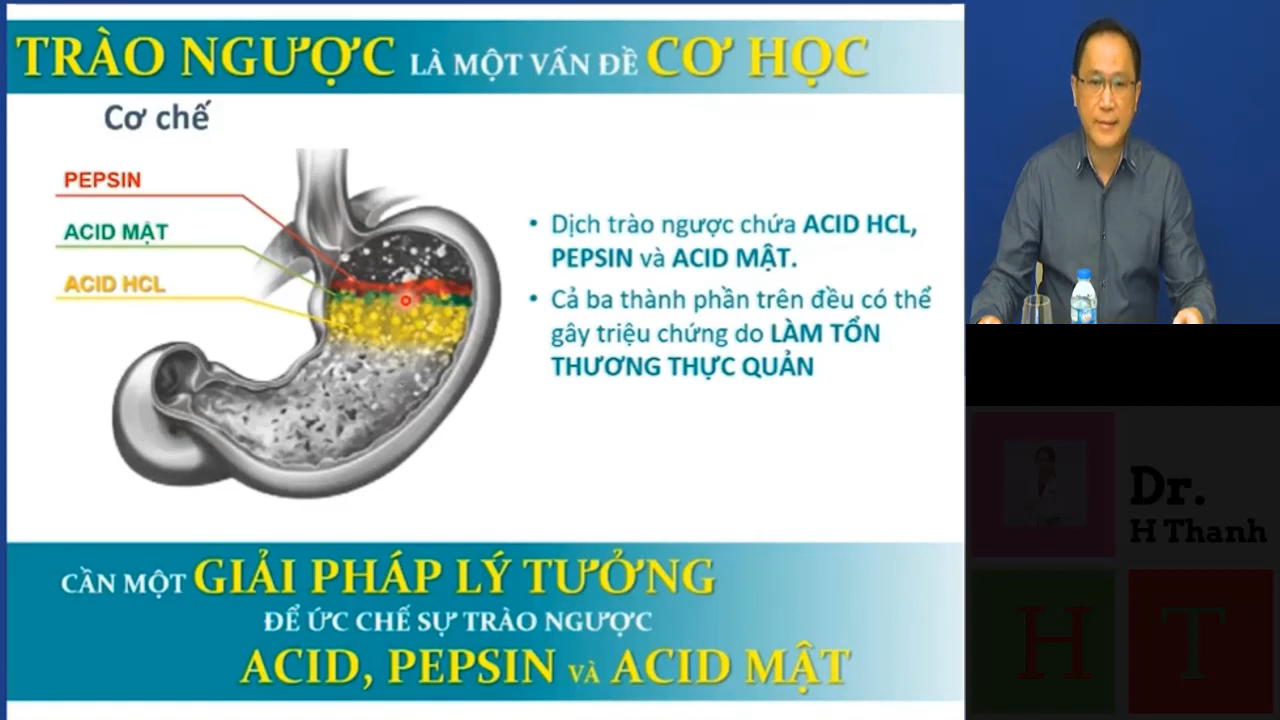 TRÀO NGƯỢC LÀ MỘT VẤN ĐỀ CƠ HỌC
Cơ chế
PEPSIN
ACID MẬT
ACID HCL
• Dịch trào ngược chứa ACID HCL,
PEPSIN và ACID MẬT.
• Cả ba thành phần trên đều có thể
gây triệu chứng do LÀM TỔN
THƯƠNG THỰC QUẢN
CẦN MỘT GIẢI PHÁP LÝ TƯỞNG
ĐỂ ỨC CHẾ SỰ TRÀO NGƯỢC
ACID, PEPSIN VÀ ACID MẬT
Dr.
H Thanh
H T